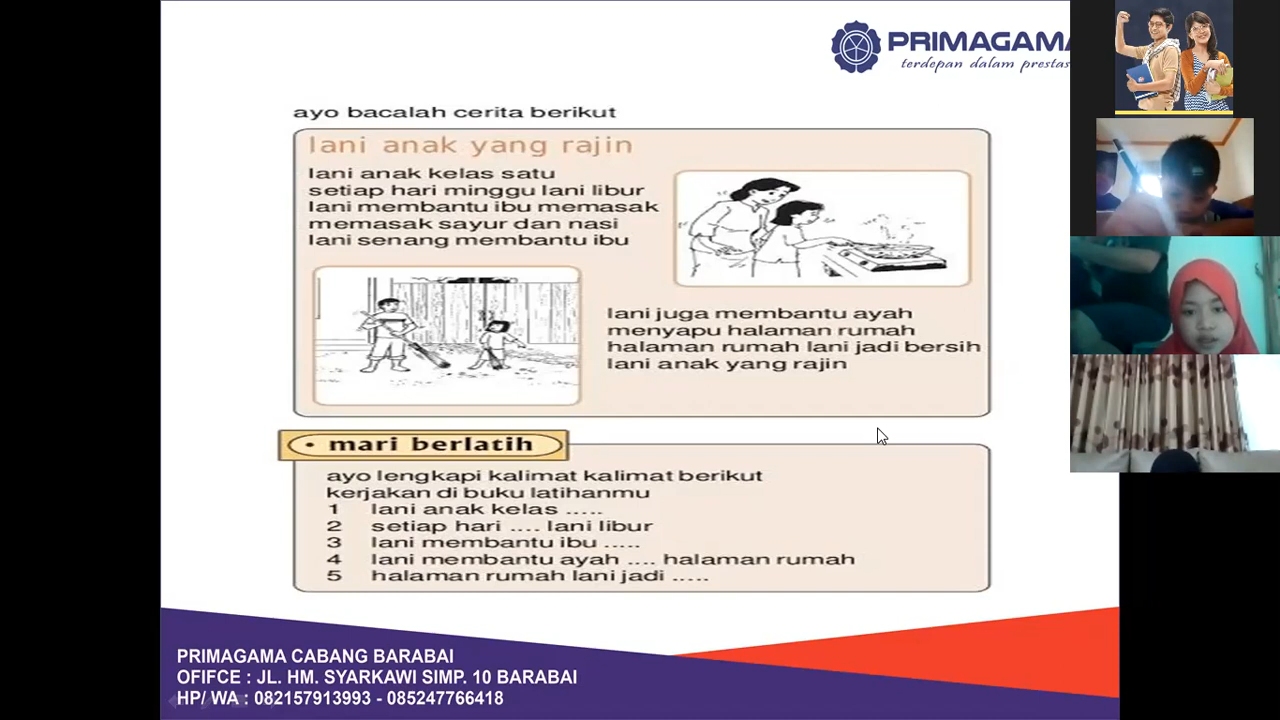 PRIMAGAMA
terdepan dalam prestas
ayo bacalah cerita berikut
lani anak yang rajin
lani anak kelas satu
setiap hari minggu lani libur
lani membantu ibu memasak
memasak sayur dan nasi
lani senang membantu ibu
lani juga membantu ayah
menyapu halaman rumah
halaman rumah lani jadi bersih
lani anak yang rajin
• mari berlatih
ayo lengkapi kalimat kalimat berikut
kerjakan di buku latihanmu
1 lani anak kelas .....
2 setiap hari .... lani libur
3 lani membantu ibu .....
4 lani membantu ayah .... halaman rumah
5 halaman rumah lani jadi .....
PRIMAGAMA CABANG BARABAI
OFIFCE : JL. HM. SYARKAWI SIMP. 10 BARABAI
HP/ WA : 082157913993 - 085247766418